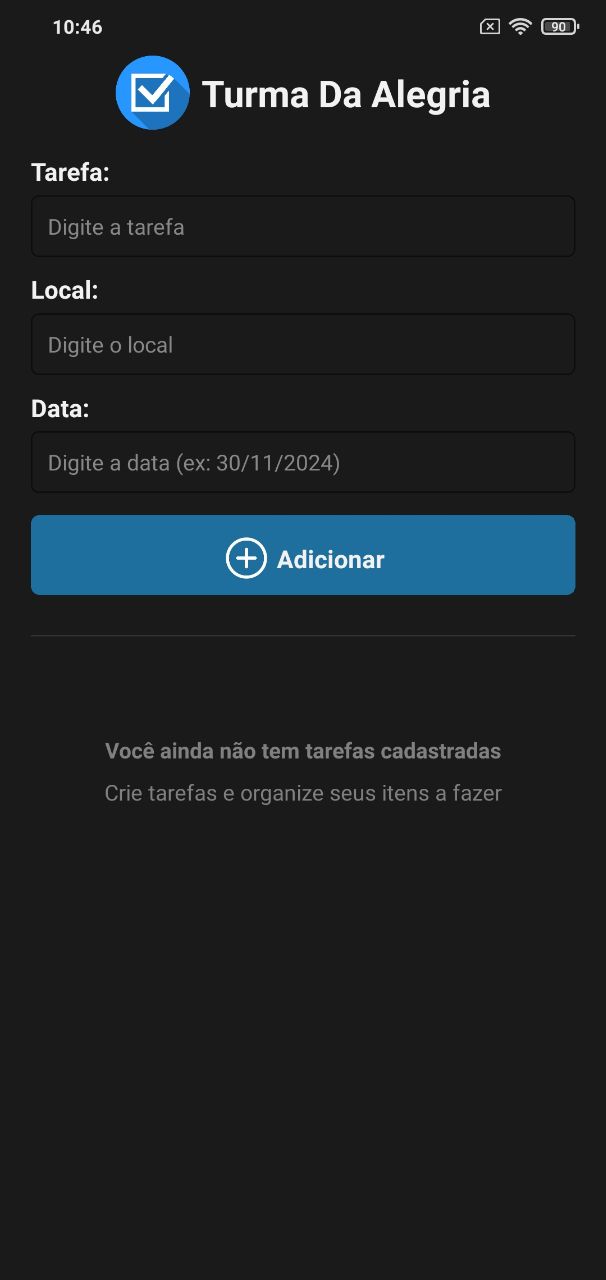 10:46
90
Turma Da Alegria
Tarefa:
Digite a tarefa
Local:
Digite o local
Data:
Digite a data (ex: 30/11/2024)
Adicionar
Você ainda não tem tarefas cadastradas
Crie tarefas e organize seus itens a fazer